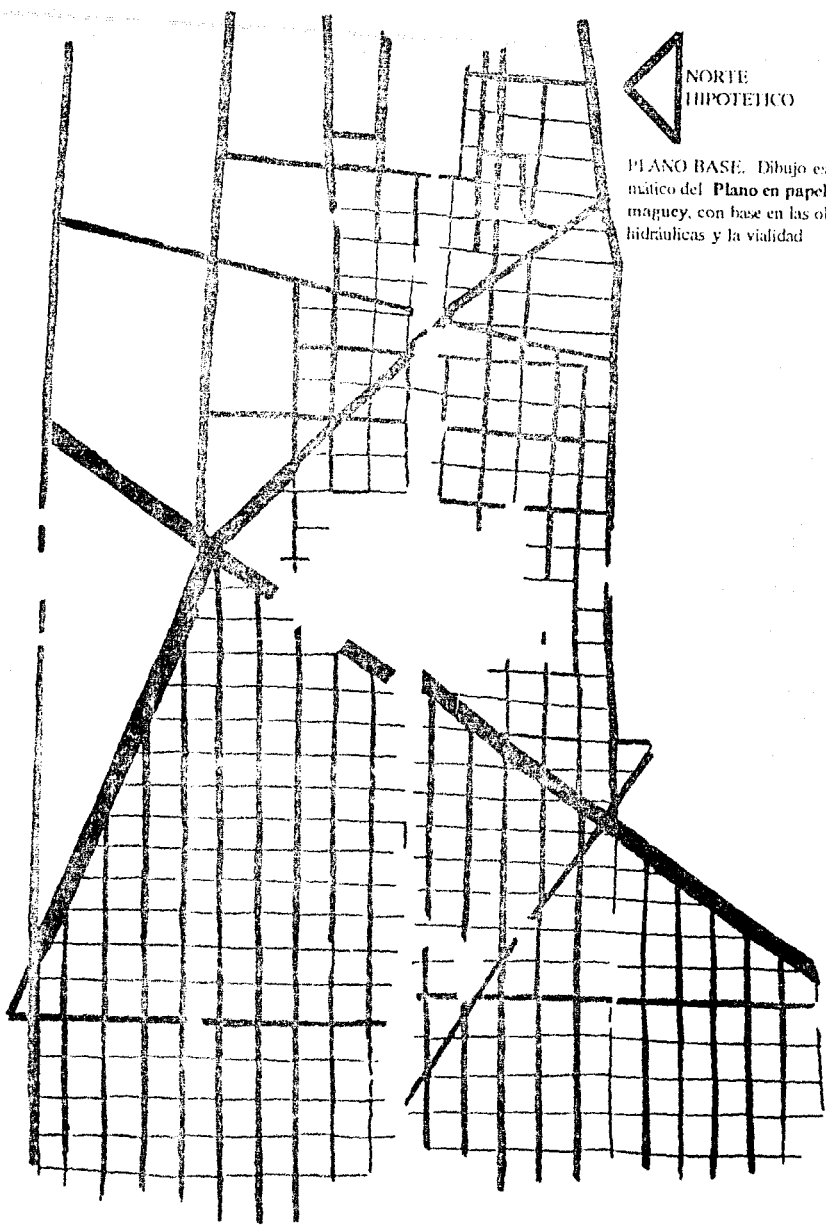 NORTE
HIPOTETICO
PLANO BASE. Dibujo es
mático del Plano en papel
maguey, con base en las ol
hidráulicas y la vialidad